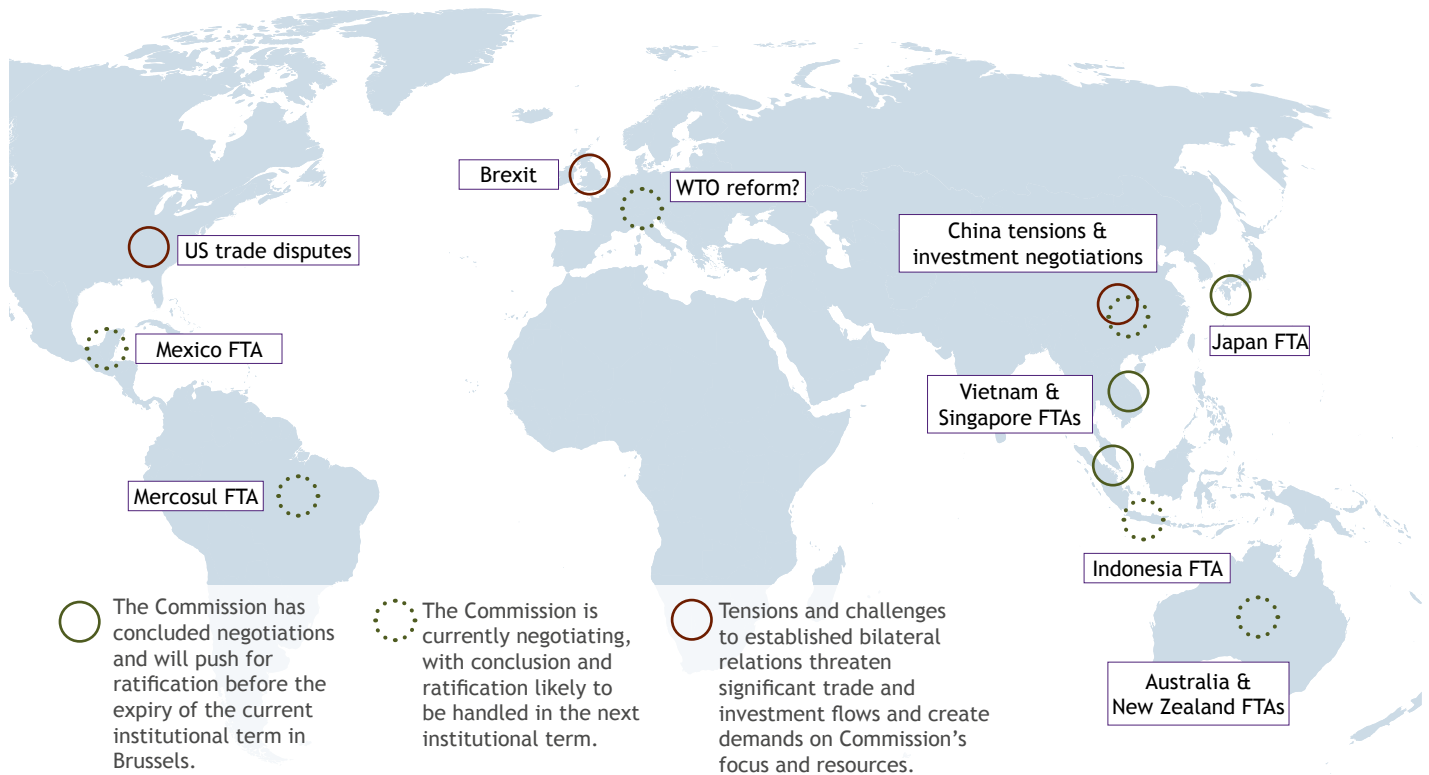 Brexit
WTO reform?
US trade disputes
China tensions &
investment negotiations
Mexico FTA
Japan FTA
Vietnam &
Singapore FTAs
Mercosul FTA
Indonesia FTA
Australia &
New Zealand FTAs
The Commission has
concluded negotiations
and will push for
ratification before the
expiry of the current
institutional term in
Brussels.
The Commission is
currently negotiating,
with conclusion and
ratification likely to
be handled in the next
institutional term.
Tensions and challenges
to established bilateral
relations threaten
significant trade and
investment flows and create
demands on Commission’s
focus and resources.